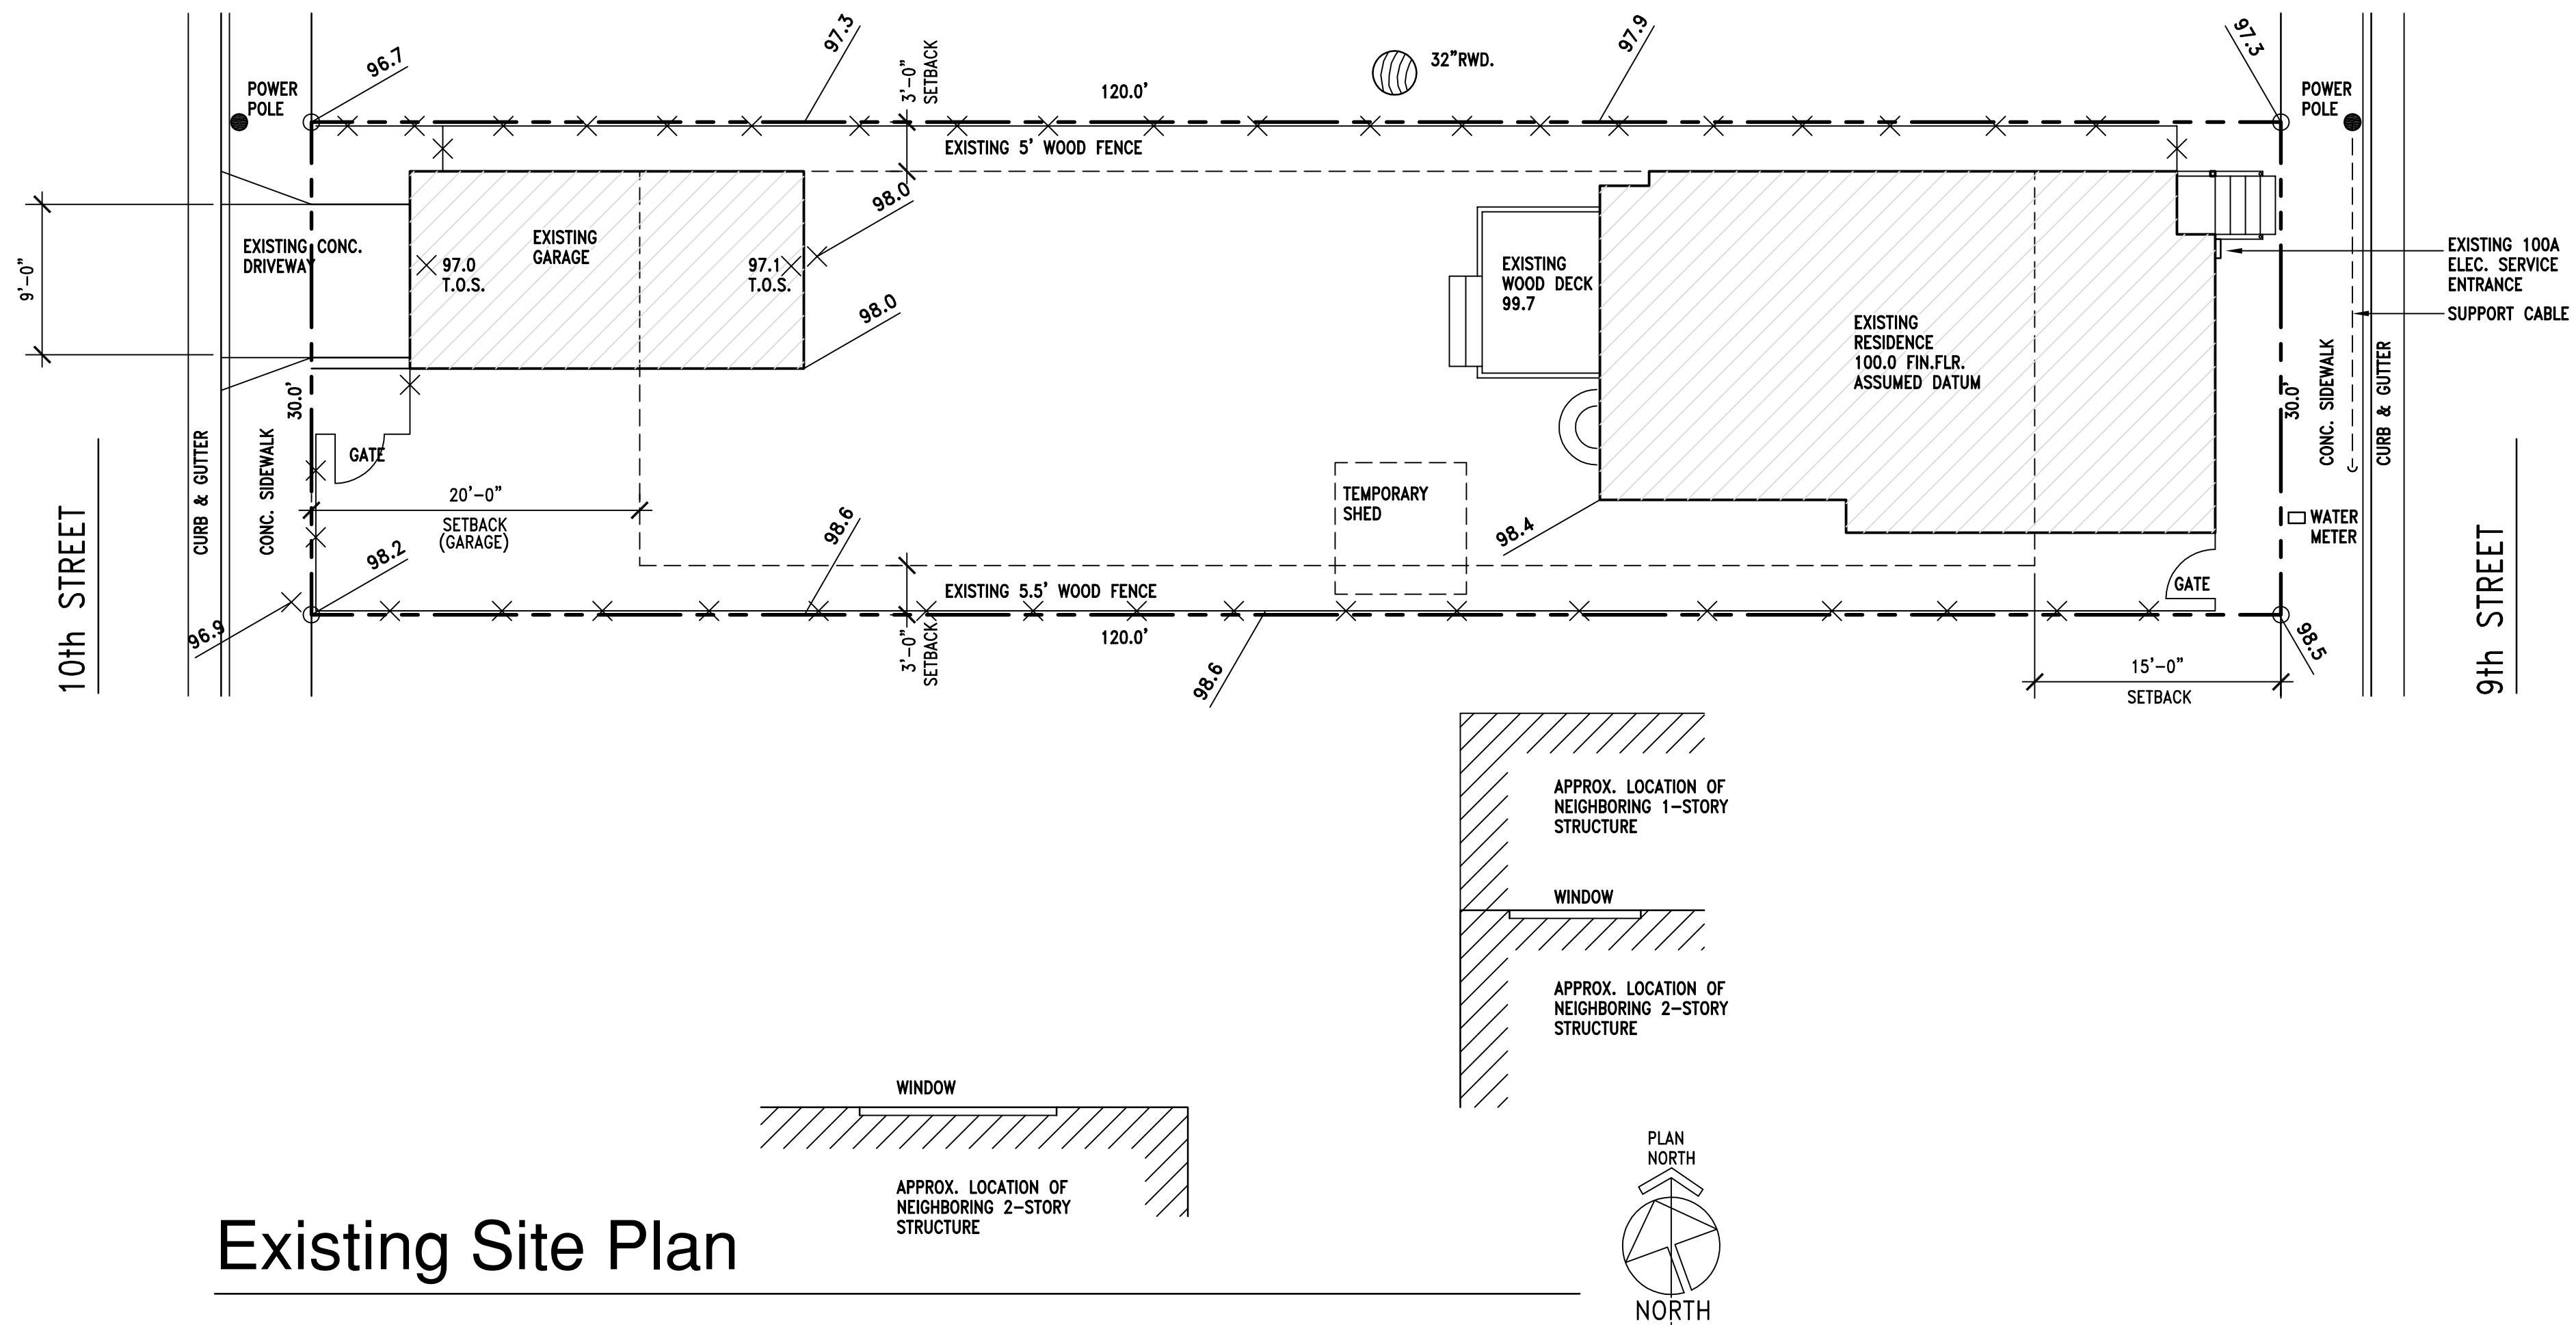 97.3
97.9
97.3
96.7
3'-0"
SETBACK
32"RWD.
120.0'
POWER
POLE
POWER
POLE
EXISTING 5' WOOD FENCE
98.0
EXISTING CONC.
DRIVEWAY
EXISTING
GARAGE
97.0
T.O.S.
97.1
T.O.S.
9'-0"
98.0
EXISTING
WOOD DECK
99.7
EXISTING
RESIDENCE
100.0 FIN.FLR.
ASSUMED DATUM
EXISTING 100A
ELEC. SERVICE
ENTRANCE
SUPPORT CABLE
30.0'
30.0'
CONC. SIDEWALK
CURB & GUTTER
CURB & GUTTER
CONC. SIDEWALK
GATE
20'-0"
SETBACK
(GARAGE)
98.6
TEMPORARY
SHED
98.4
WATER
METER
10th STREET
9th STREET
98.2
96.9
EXISTING 5.5' WOOD FENCE
GATE
120.0'
3'-0"
SETBACK
98.6
98.5
15'-0"
SETBACK
APPROX. LOCATION OF
NEIGHBORING 1-STORY
STRUCTURE
WINDOW
APPROX. LOCATION OF
NEIGHBORING 2-STORY
STRUCTURE
WINDOW
APPROX. LOCATION OF
NEIGHBORING 2-STORY
STRUCTURE
PLAN
NORTH
NORTH
Existing Site Plan